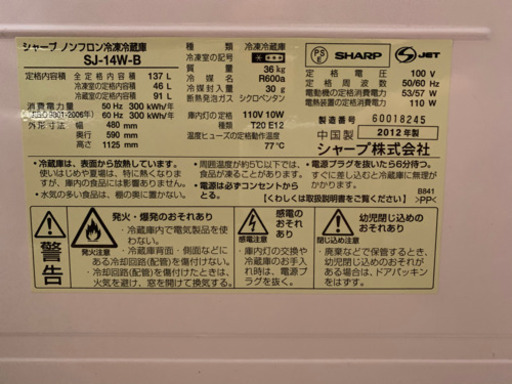 シャープ ノンフロン冷凍冷蔵庫
SJ-14W-B
定格内容積 全定格内容積 137 L
冷凍室の定格内容積 46 L
冷蔵室の定格内容積 91 L
消費電力量 50 Hz 300 kWh/年
60 Hz 300 kWh/年
外形寸法 幅 480 mm
奥行 590 mm
高さ 1125 mm
種類 冷凍冷蔵庫
冷凍室の記号
質量 36 kg
冷媒 R600a
冷媒封入量 30 g
断熱発泡ガス シクロペンタン
庫内灯の定格 110V 10W
種類 T20 E12
温度ヒューズの定格動作温度
77℃
PS
E
SHARP
S JET
定格電圧 100 V
定格周波数 50/60 Hz
電動機の定格消費電力 53/57 W
電熱装置の定格消費電力 110 W
60018245
中国製 2012年製
シャープ株式会社
・冷蔵庫は、表面から放熱しています。
使いはじめや夏場は、特に熱くなりま
すが、庫内の食品には影響ありません。
・水気の多い食品は、棚の奥に置かないで
・周囲温度が約5℃以下では、
食品が凍ることがあります。
・電源は必ずコンセントから
とる。
・電源プラグを抜いたら6分待つ。
すぐに差し込むと圧縮機が
故障することがあります。
【くわしくは取扱説明書をご覧ください】
B841
>PP<
警告
発火・爆発のおそれあり
発火注意
・冷蔵庫内で電気製品を使
わない。
・冷蔵庫背面・側面などに
ある冷却回路(配管)を傷付けない。
・冷却回路(配管)を傷付けたときは、
火気を避け、窓を開けて換気する。
感電の
おそれあり
感電注意
・庫内灯の交換や
冷蔵庫のお手入
れ時は、電源プ
ラグを抜く。
幼児閉じ込め
のおそれあり
閉じ込め注意
・廃棄などで保管中に幼
児閉じ込めのおそれが
ある場合は、ドアパッキン
をはずす。